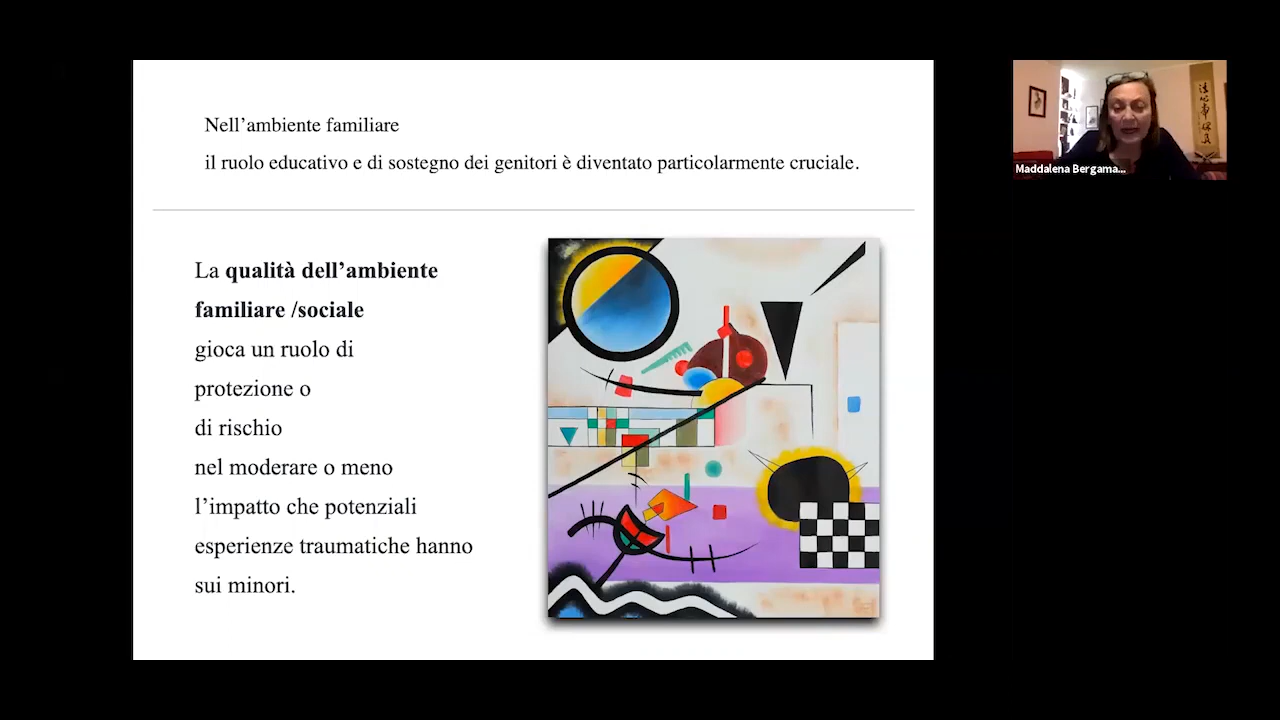 Nell’ambiente familiare
il ruolo educativo e di sostegno dei genitori è diventato particolarmente cruciale.
La qualità dell’ambiente
familiare /sociale
gioca un ruolo di
protezione o
di rischio
nel moderare o meno
l’impatto che potenziali
esperienze traumatiche hanno
sui minori.
Maddalena Bergama...